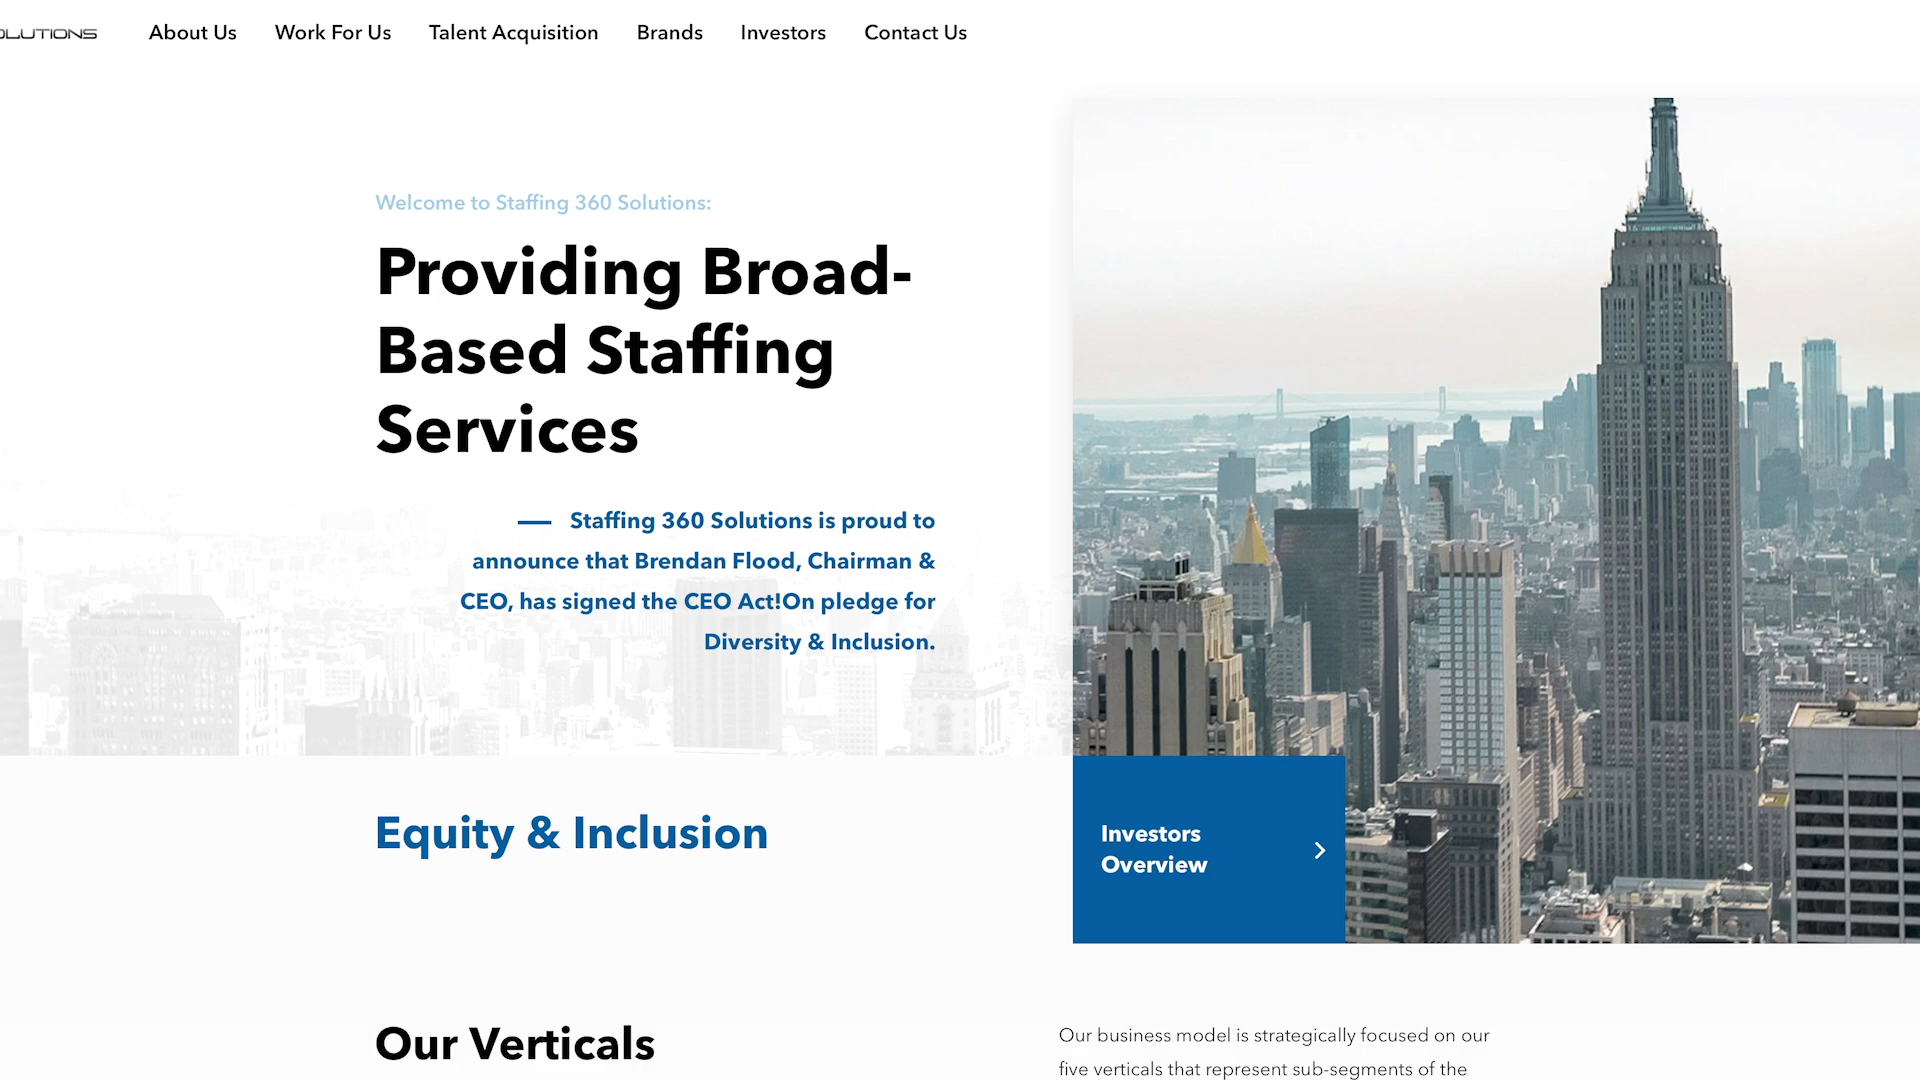 OLUTIONS
About Us
Work For Us
Talent Acquisition
Brands
Investors
Contact Us
Welcome to Staffing 360 Solutions:
Providing Broad-
Based Staffing
Services
Staffing 360 Solutions is proud to
announce that Brendan Flood, Chairman &
CEO, has signed the CEO Act!On pledge for
Diversity & Inclusion.
Equity & Inclusion
Investors
Overview
Our Verticals
Our business model is strategically focused on our
five verticals that represent sub-segments of the